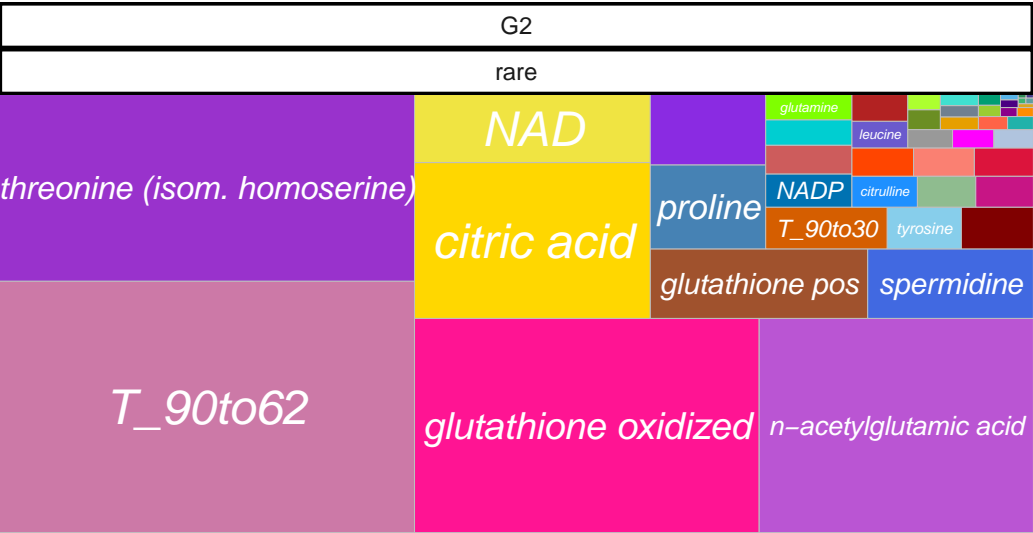 G2
rare
threonine (isom. homoserine)
NAD
glutamine
leucine
citric acid
proline
NADP
citrulline
T_90to30
tyrosine
glutathione pos
spermidine
T_90to62
glutathione oxidized
n−acetylglutamic acid